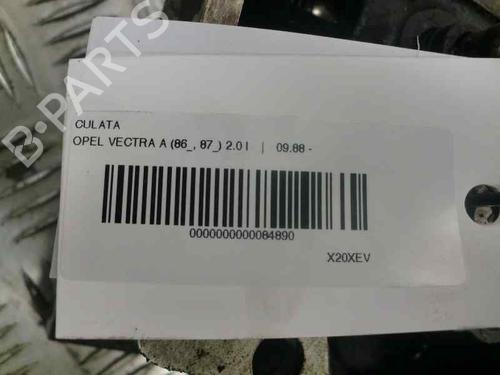 B-PARTS
CULATA
OPEL VECTRA A (86_, 87_) 2.0 I | 09.88 -
0000000000084890
X20XEV